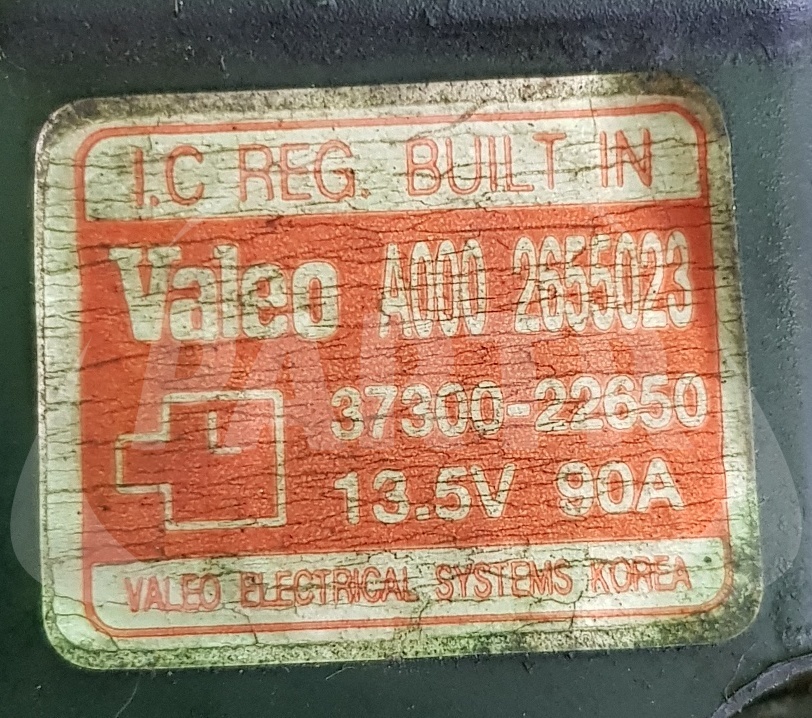 I.C REG. BUILT IN
Valeo A000 2655023
37300-22650
L
13.5V 90A
VALEO ELECTRICAL SYSTEMS KOREA